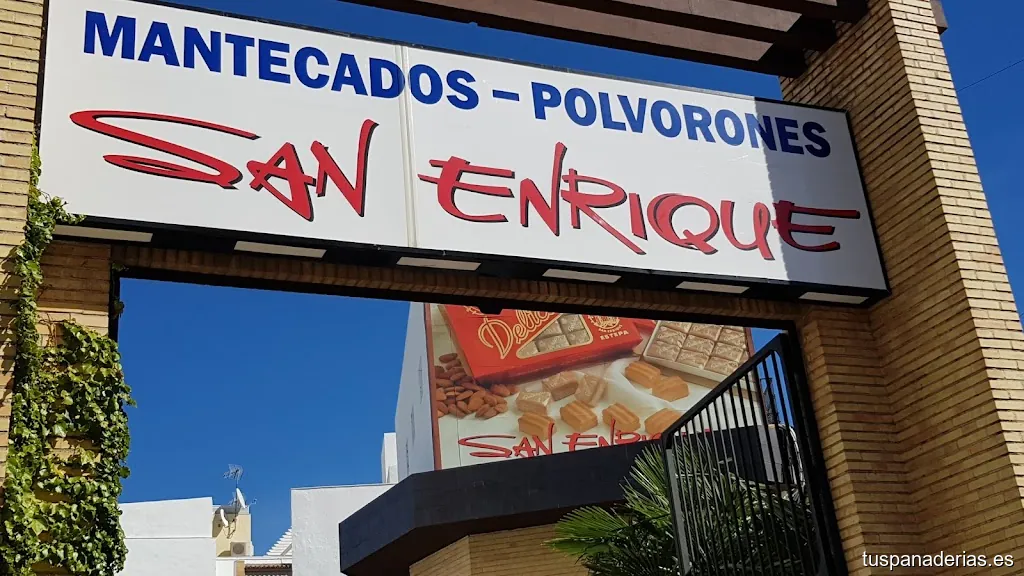 MANTECADOS - POLVORONES
SAN ENRIQUE
ESTEPA
SAN ENRIQUE
tuspanaderias.es